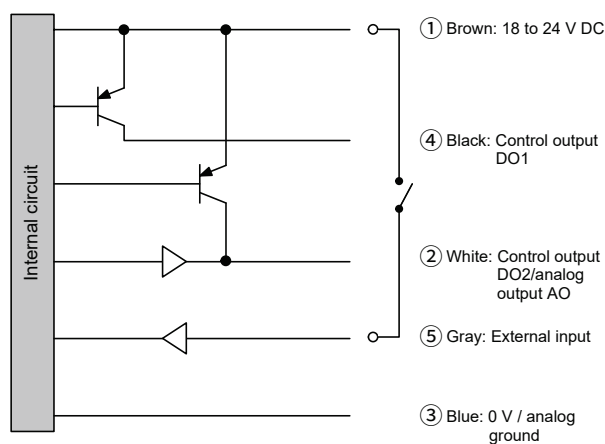 Internal circuit
① Brown: 18 to 24 V DC
④ Black: Control output
DO1
② White: Control output
DO2/analog
output AO
⑤ Gray: External input
③ Blue: 0 V / analog
ground